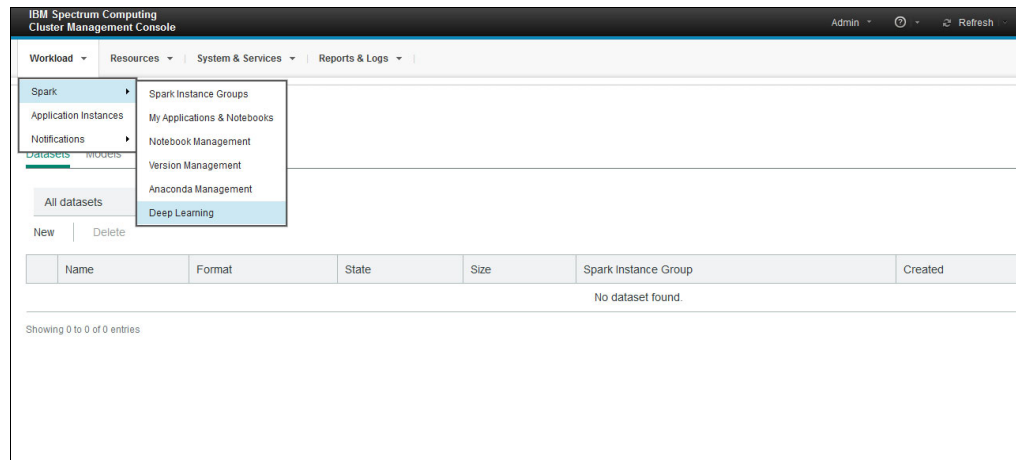 IBM Spectrum Computing
Cluster Management Console
Admin
Refresh
Workload Resources System & Services Reports & Logs
Spark
Application Instances
Notifications
Spark Instance Groups
My Applications & Notebooks
Notebook Management
Version Management
Anaconda Management
Deep Learning
Datasets Models
All datasets
New Delete
Name Format State Size Spark Instance Group Created
No dataset found.
Showing 0 to 0 of 0 entries